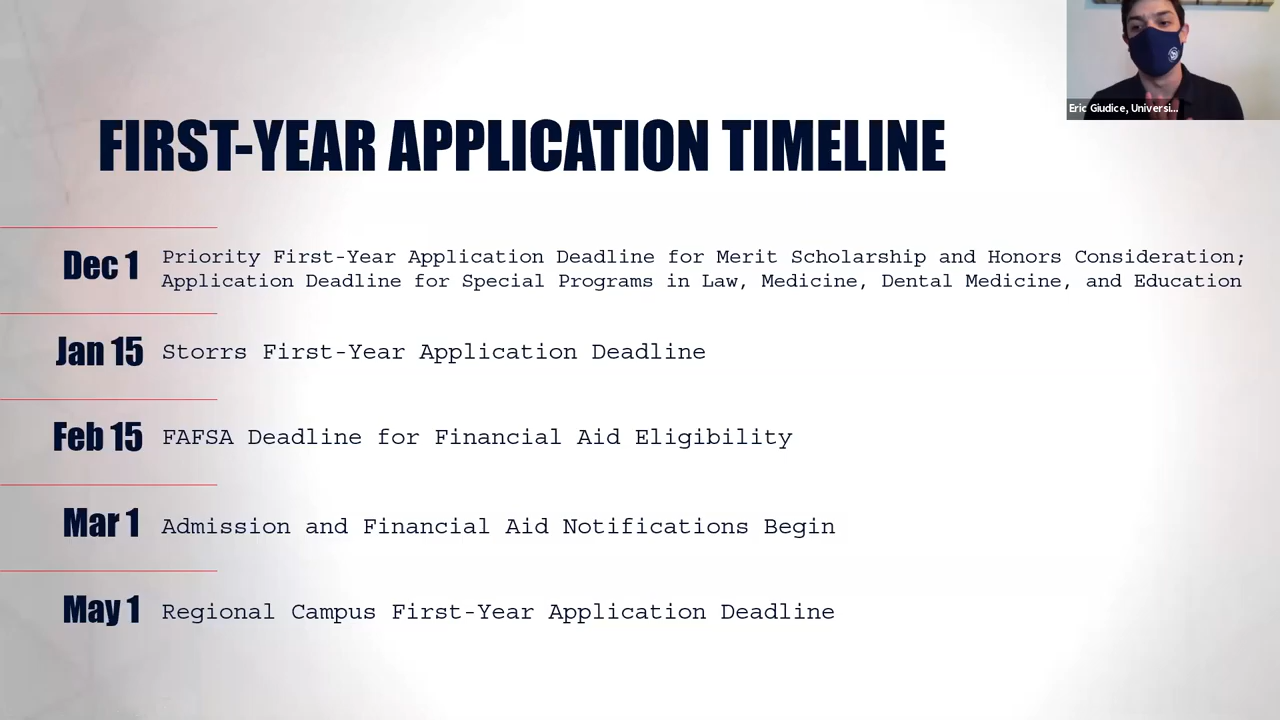 Eric Giudice, Universi...
FIRST-YEAR APPLICATION TIMELINE
Dec 1
Priority First-Year Application Deadline for Merit Scholarship and Honors Consideration;
Application Deadline for Special Programs in Law, Medicine, Dental Medicine, and Education
Jan 15
Storrs First-Year Application Deadline
Feb 15
FAFSA Deadline for Financial Aid Eligibility
Mar 1
Admission and Financial Aid Notifications Begin
May 1
Regional Campus First-Year Application Deadline